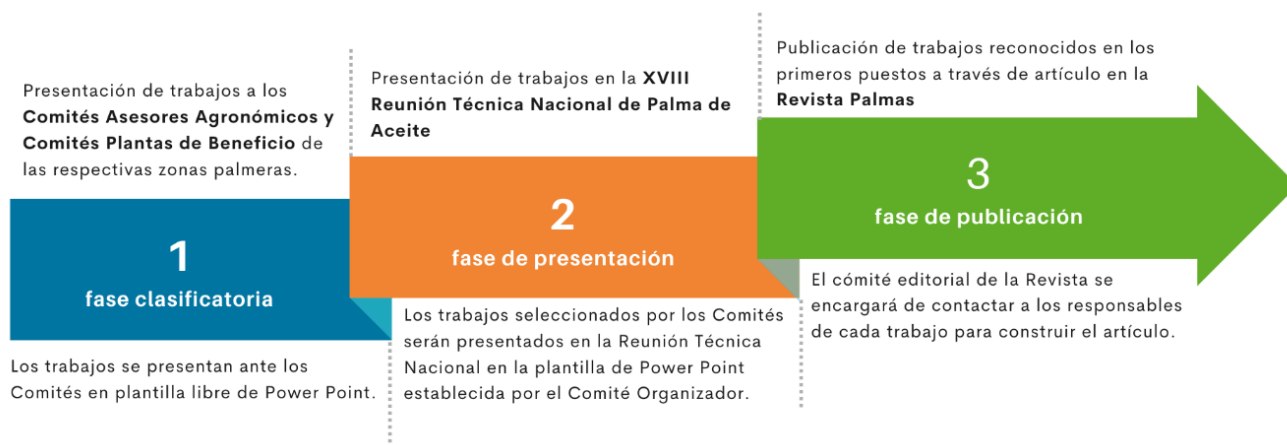 Presentación de trabajos a los
Comités Asesores Agronómicos y
Comités Plantas de Beneficio de
las respectivas zonas palmeras.
1
fase clasificatoria
Los trabajos se presentan ante los
Comités en plantilla libre de Power Point.
Presentación de trabajos en la XVIII
Reunión Técnica Nacional de Palma de
Aceite
2
fase de presentación
Los trabajos seleccionados por los Comités
serán presentados en la Reunión Técnica
Nacional en la plantilla de Power Point
establecida por el Comité Organizador.
Publicación de trabajos reconocidos en los
primeros puestos a través de artículo en la
Revista Palmas
3
fase de publicación
El cómité editorial de la Revista se
encargará de contactar a los responsables
de cada trabajo para construir el artículo.